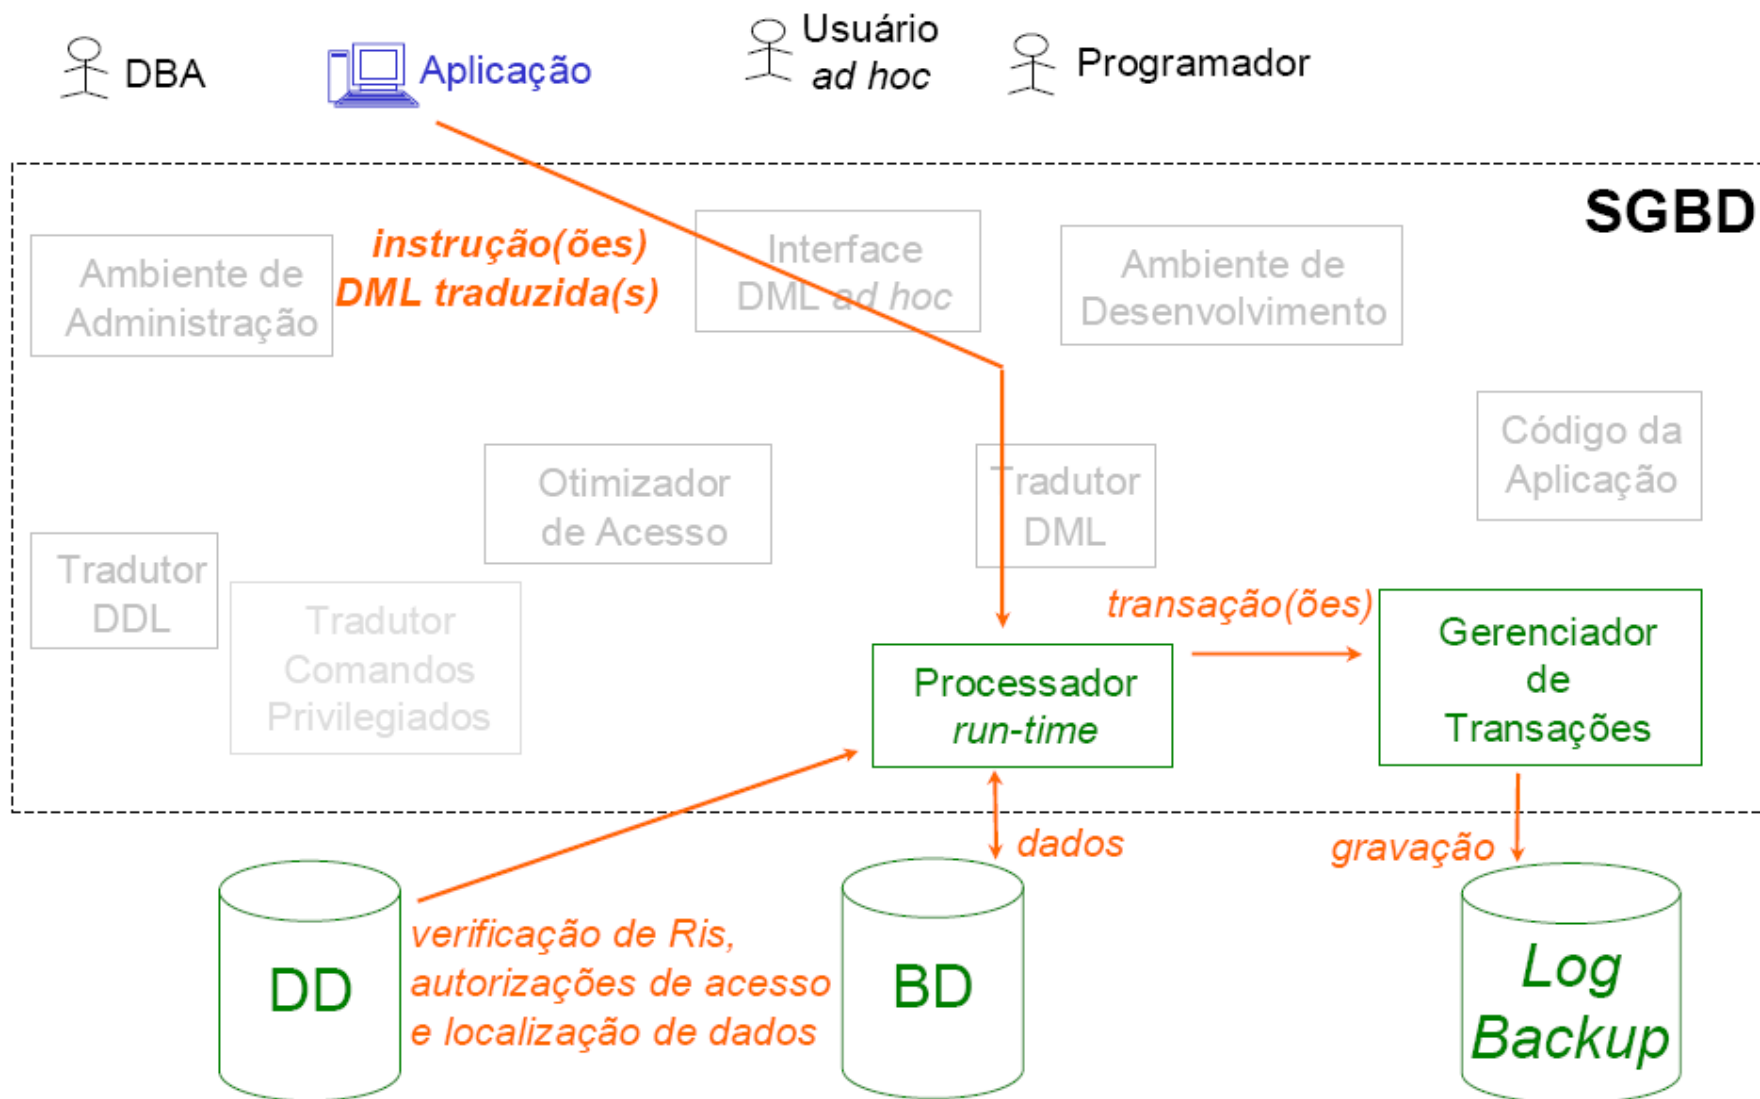 DBA
Aplicação
Usuário
ad hoc
Programador
SGBD
Ambiente de
Administração
instrução(ões)
DML traduzida(s)
Interface
DML ad hoc
Ambiente de
Desenvolvimento
Código da
Aplicação
Otimizador
de Acesso
Tradutor
DML
Tradutor
DDL
Tradutor
Comandos
Privilegiados
transação(ões)
Processador
run-time
Gerenciador
de
Transações
dados
gravação
verificação de Ris,
autorizações de acesso
e localização de dados
DD
BD
Log
Backup